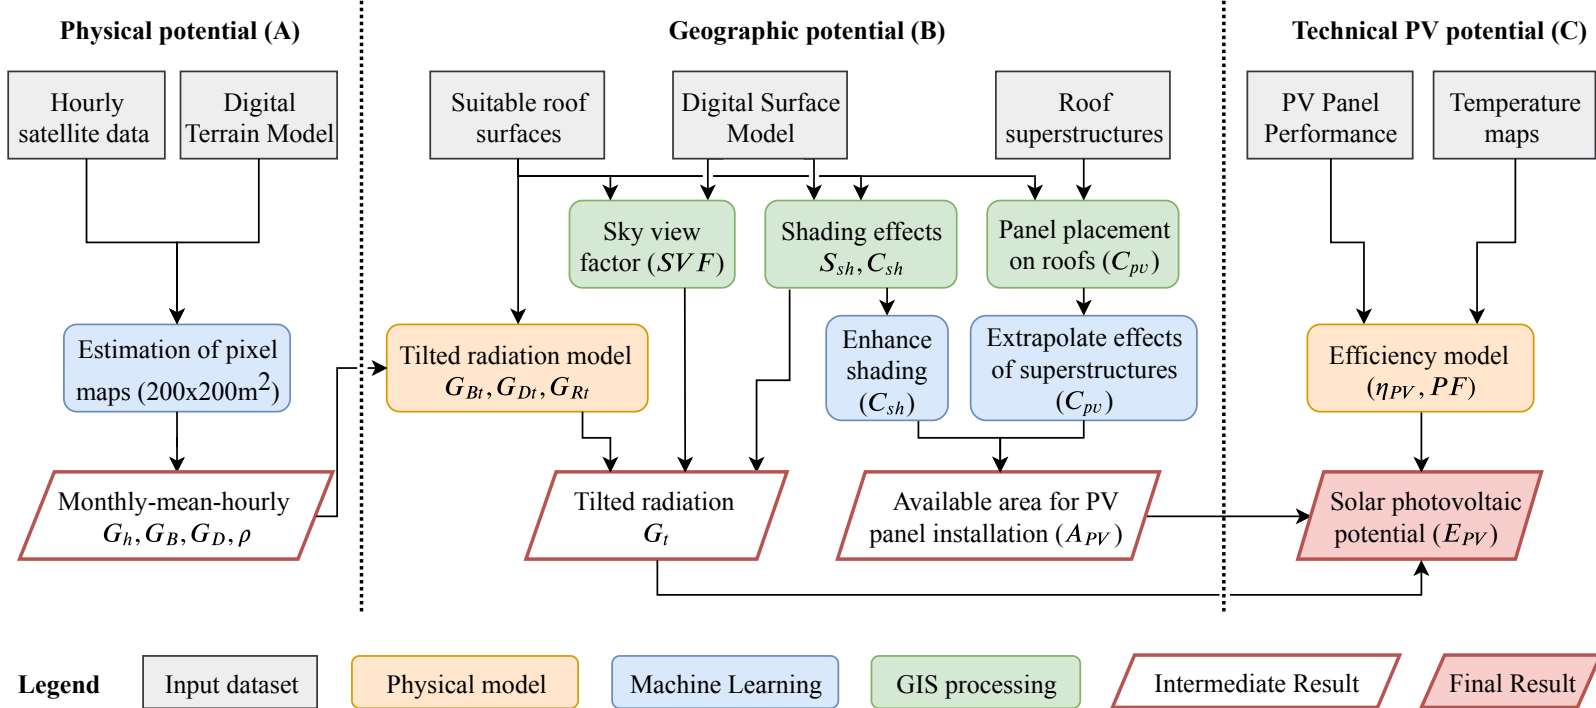 Physical potential (A)
Geographic potential (B)
Technical PV potential (C)
Hourly
satellite data
Digital
Terrain Model
Suitable roof
surfaces
Digital Surface
Model
Roof
superstructures
PV Panel
Performance
Temperature
maps
Sky view
factor (SVF)
Shading effects
S_sh, C_sh
Panel placement
on roofs (C_pv)
Estimation of pixel
maps (200x200m²)
Tilted radiation model
G_Bt, G_Dt, G_Rt
Enhance
shading
(C_sh)
Extrapolate effects
of superstructures
(C_pv)
Efficiency model
(η_PV, PF)
Monthly-mean-hourly
G_h, G_B, G_D, ρ
Tilted radiation
G_t
Available area for PV
panel installation (A_PV)
Solar photovoltaic
potential (E_PV)
Legend
Input dataset
Physical model
Machine Learning
GIS processing
Intermediate Result
Final Result